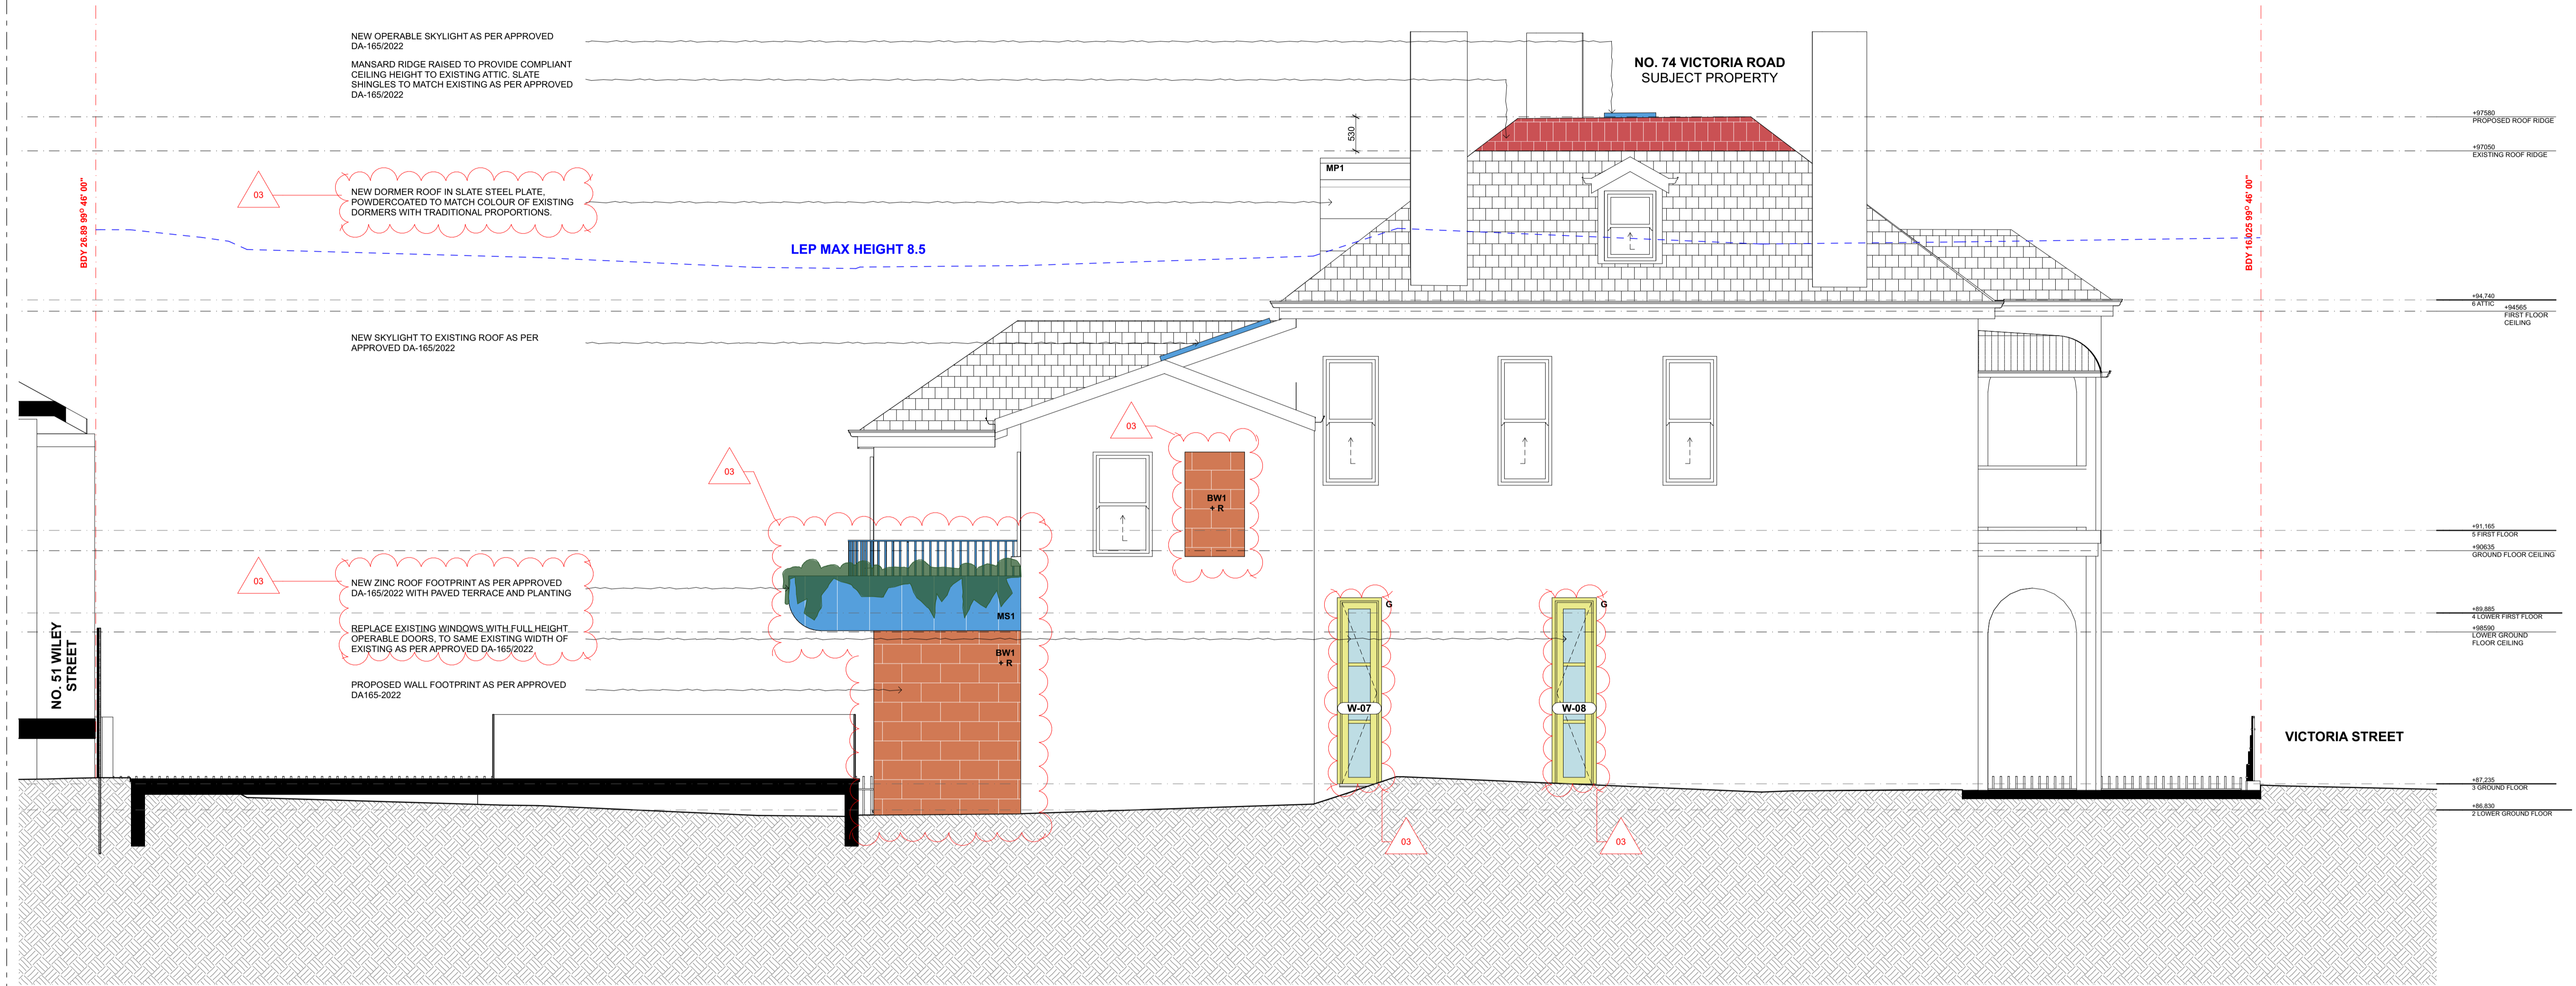 NEW OPERABLE SKYLIGHT AS PER APPROVED
DA-165/2022
MANSARD RIDGE RAISED TO PROVIDE COMPLIANT
CEILING HEIGHT TO EXISTING ATTIC. SLATE
SHINGLES TO MATCH EXISTING AS PER APPROVED
DA-165/2022
NO. 74 VICTORIA ROAD
SUBJECT PROPERTY
+97580
PROPOSED ROOF RIDGE
530
+97050
EXISTING ROOF RIDGE
MP1
BDY 26.89 99° 46' 00"
03
NEW DORMER ROOF IN SLATE STEEL PLATE,
POWDERCOATED TO MATCH COLOUR OF EXISTING
DORMERS WITH TRADITIONAL PROPORTIONS.
BDY 16.025 99° 46' 00"
LEP MAX HEIGHT 8.5
+94,740
6 ATTIC
+94565
FIRST FLOOR
CEILING
NEW SKYLIGHT TO EXISTING ROOF AS PER
APPROVED DA-165/2022
03
03
BW1
+ R
+91,165
5 FIRST FLOOR
+90635
GROUND FLOOR CEILING
03
NEW ZINC ROOF FOOTPRINT AS PER APPROVED
DA-165/2022 WITH PAVED TERRACE AND PLANTING
MS1
G
G
+89,885
4 LOWER FIRST FLOOR
REPLACE EXISTING WINDOWS WITH FULL HEIGHT
OPERABLE DOORS, TO SAME EXISTING WIDTH OF
EXISTING AS PER APPROVED DA-165/2022
+98590
LOWER GROUND
FLOOR CEILING
BW1
+ R
NO. 51 WILEY
STREET
PROPOSED WALL FOOTPRINT AS PER APPROVED
DA165-2022
W-07
W-08
VICTORIA STREET
+87,235
3 GROUND FLOOR
+86,830
2 LOWER GROUND FLOOR
03
03